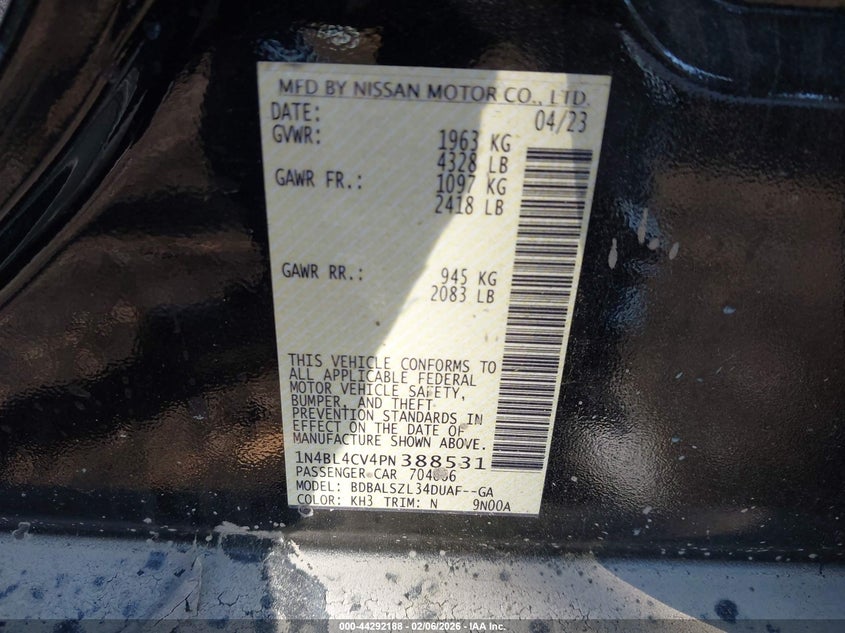 MFD BY NISSAN MOTOR CO., LTD.
DATE: 04/23
GVWR: 1963 KG
4328 LB
GAWR FR.: 1097 KG
2418 LB
GAWR RR.: 945 KG
2083 LB
THIS VEHICLE CONFORMS TO
ALL APPLICABLE FEDERAL
MOTOR VEHICLE SAFETY,
BUMPER, AND THEFT
PREVENTION STANDARDS IN
EFFECT ON THE DATE OF
MANUFACTURE SHOWN ABOVE.
1N4BL4CV4PN388531
PASSENGER CAR
MODEL: BDBALSZL34DUAF--GA
COLOR: KH3 TRIM: N 9N00A
000-44292188 - 02/06/2026 - IAA Inc.